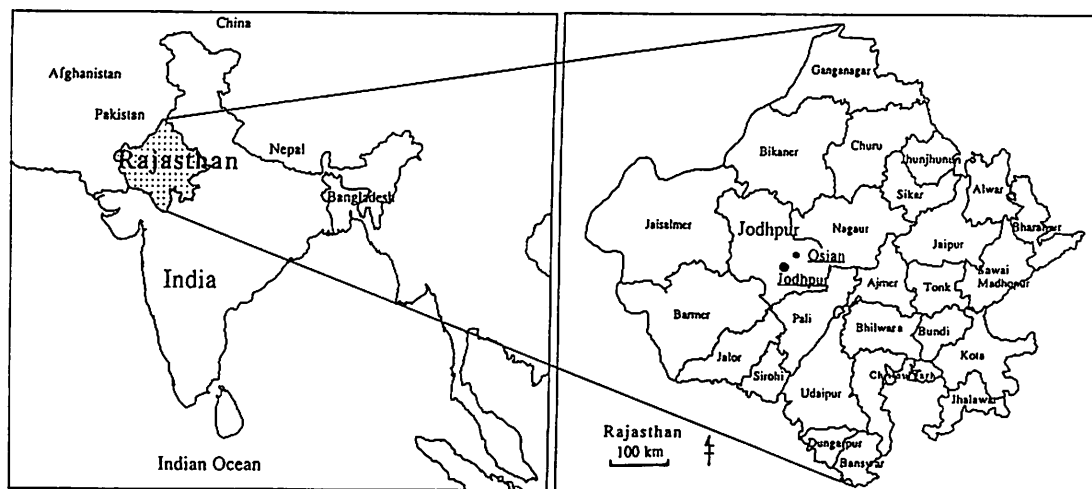 China
Afghanistan
Pakistan
Rajasthan
Nepal
Bangladesh
India
Indian Ocean
Ganganagar
Churu
Bikaner
Jhunjhunu
Sikar
Alwar
Jaisalmer
Jodhpur
Nagaur
Bharatpur
Jaipur
Osian
Jodhpur
Sawai
Madhopur
Ajmer
Tonk
Barmer
Pali
Bhilwara
Bundi
Kota
Jalor
Sirohi
Udaipur
Jhalawar
Rajasthan
100 km
Dungarpur
Banswar